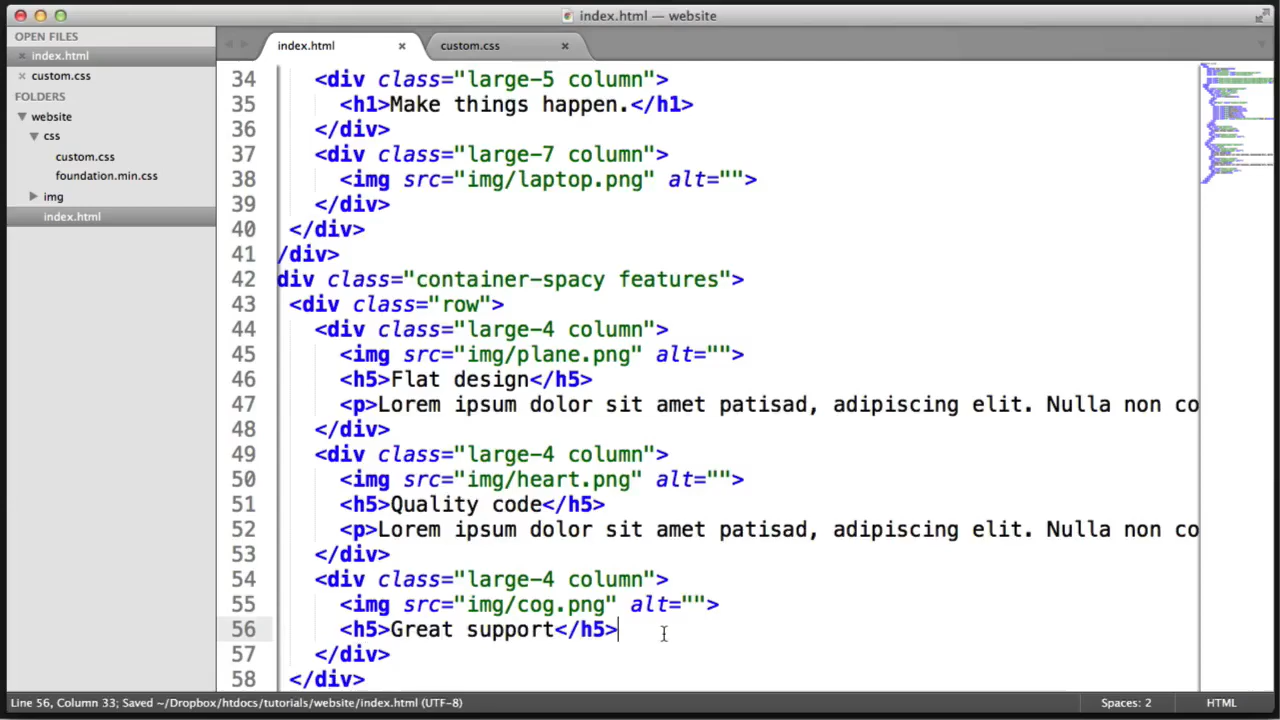 index.html — website
OPEN FILES
index.html
custom.css
FOLDERS
website
css
custom.css
foundation.min.css
img
index.html
index.html
custom.css
34 <div class="large-5 column">
35 <h1>Make things happen.</h1>
36 </div>
37 <div class="large-7 column">
38 <img src="img/laptop.png" alt="">
39 </div>
40 </div>
41 /div>
42 div class="container-spacy features">
43 <div class="row">
44 <div class="large-4 column">
45 <img src="img/plane.png" alt="">
46 <h5>Flat design</h5>
47 <p>Lorem ipsum dolor sit amet patisad, adipiscing elit. Nulla non co
48 </div>
49 <div class="large-4 column">
50 <img src="img/heart.png" alt="">
51 <h5>Quality code</h5>
52 <p>Lorem ipsum dolor sit amet patisad, adipiscing elit. Nulla non co
53 </div>
54 <div class="large-4 column">
55 <img src="img/cog.png" alt="">
56 <h5>Great support</h5>
57 </div>
58 </div>
Line 56, Column 33; Saved ~/Dropbox/htdocs/tutorials/website/index.html (UTF-8)
Spaces: 2
HTML